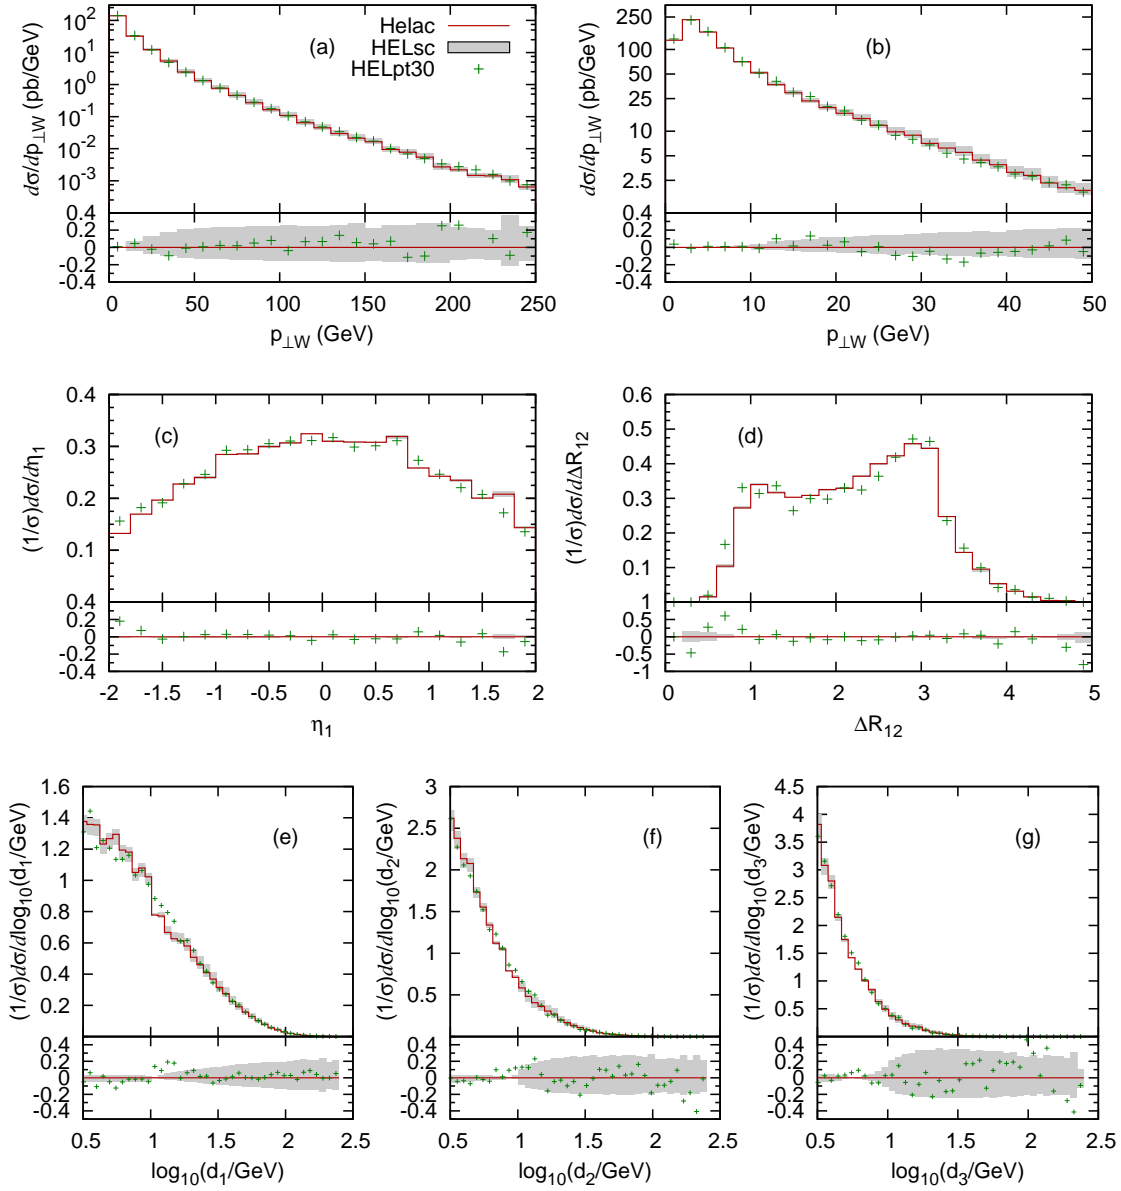 10²
10¹
10⁰
10⁻¹
10⁻²
10⁻³
dσ/dp⊥W (pb/GeV)
(a)
Helac
HELsc
HELpt30
0.4
0.2
0
-0.2
-0.4
0 50 100 150 200 250
p⊥W (GeV)
250
100
50
25
10
5
2.5
dσ/dp⊥W (pb/GeV)
(b)
0.4
0.2
0
-0.2
-0.4
0 10 20 30 40 50
p⊥W (GeV)
0.4
0.3
0.2
0.1
(1/σ)dσ/dη₁
(c)
0.4
0.2
0
-0.2
-0.4
-2 -1.5 -1 -0.5 0 0.5 1 1.5 2
η₁
0.6
0.5
0.4
0.3
0.2
0.1
(1/σ)dσ/dΔR₁₂
(d)
1
0.5
0
-0.5
-1
0 1 2 3 4 5
ΔR₁₂
1.6
1.4
1.2
1
0.8
0.6
0.4
0.2
(1/σ)dσ/dlog₁₀(d₁/GeV)
(e)
0.4
0.2
0
-0.2
-0.4
0.5 1 1.5 2 2.5
log₁₀(d₁/GeV)
3
2.5
2
1.5
1
0.5
(1/σ)dσ/dlog₁₀(d₂/GeV)
(f)
0.4
0.2
0
-0.2
-0.4
0.5 1 1.5 2 2.5
log₁₀(d₂/GeV)
4.5
4
3.5
3
2.5
2
1.5
1
0.5
(1/σ)dσ/dlog₁₀(d₃/GeV)
(g)
0.4
0.2
0
-0.2
-0.4
0.5 1 1.5 2 2.5
log₁₀(d₃/GeV)